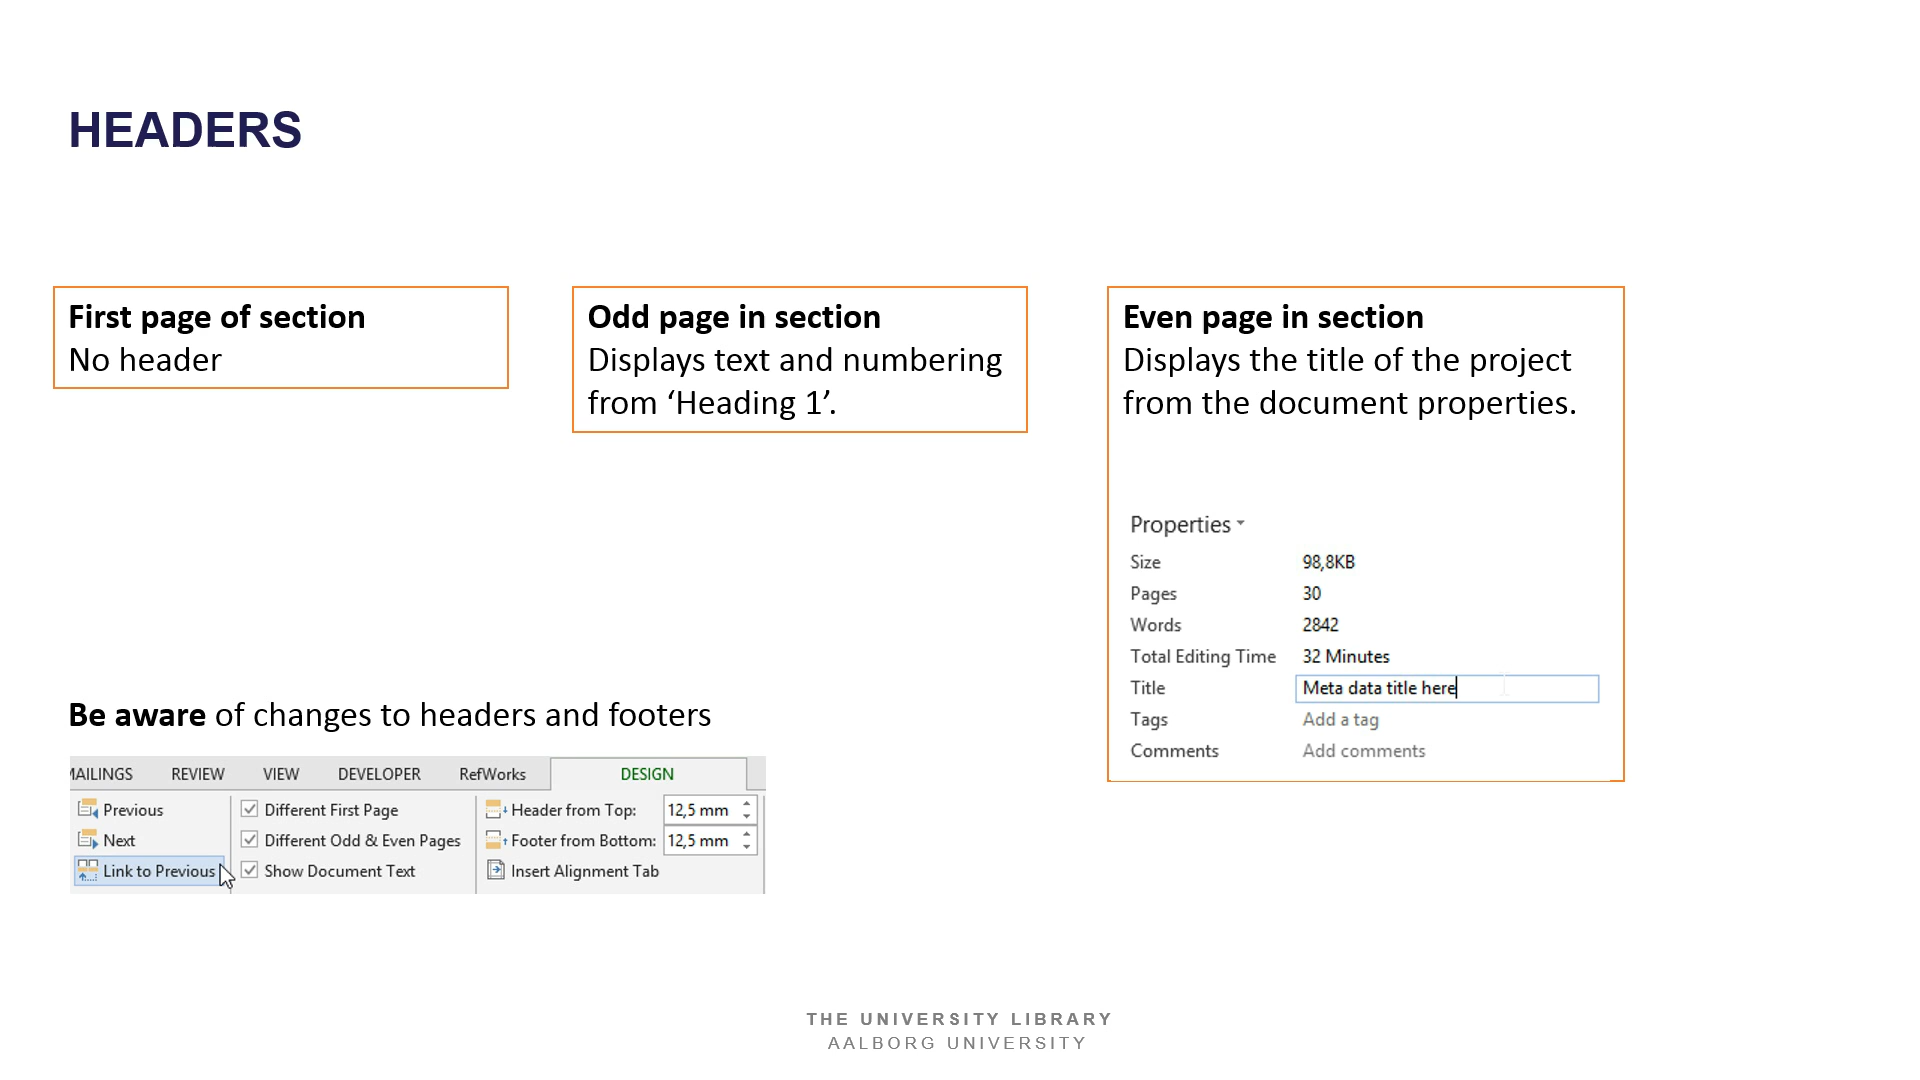 HEADERS
First page of section
No header
Odd page in section
Displays text and numbering
from ‘Heading 1’.
Even page in section
Displays the title of the project
from the document properties.
Properties
Size 98,8KB
Pages 30
Words 2842
Total Editing Time 32 Minutes
Title Meta data title here
Tags Add a tag
Comments Add comments
Be aware of changes to headers and footers
MAILINGS REVIEW VIEW DEVELOPER RefWorks DESIGN
Previous Different First Page Header from Top: 12,5 mm
Next Different Odd & Even Pages Footer from Bottom: 12,5 mm
Link to Previous Show Document Text Insert Alignment Tab
THE UNIVERSITY LIBRARY
AALBORG UNIVERSITY